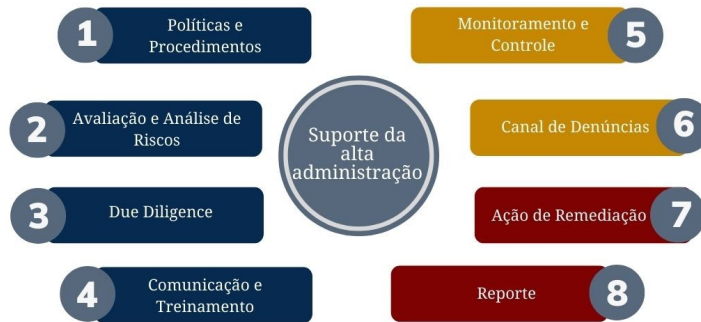 1
Políticas e
Procedimentos
2
Avaliação e Análise de
Riscos
3
Due Diligence
4
Comunicação e
Treinamento
Suporte da
alta
administração
Monitoramento e
Controle
5
Canal de Denúncias
6
Ação de Remediação
7
Reporte
8